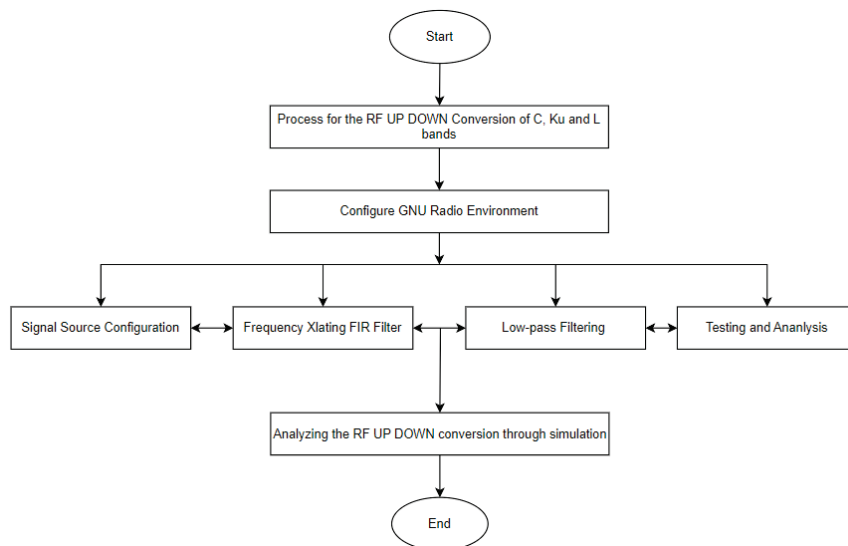 Start
Process for the RF UP DOWN Conversion of C, Ku and L
bands
Configure GNU Radio Environment
Signal Source Configuration
Frequency Xlating FIR Filter
Low-pass Filtering
Testing and Ananlysis
Analyzing the RF UP DOWN conversion through simulation
End